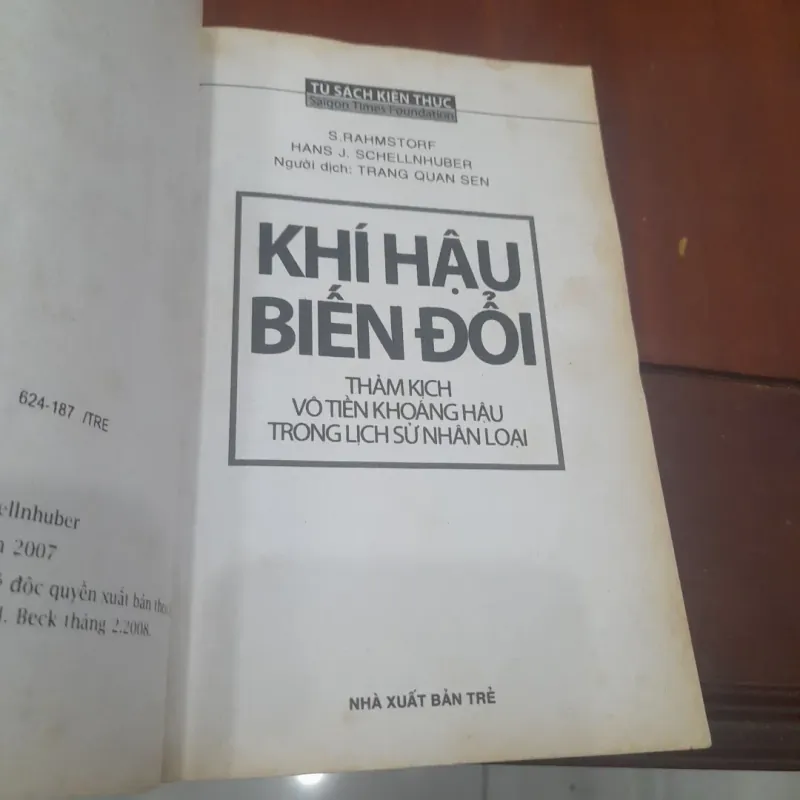 624-187 /TRE
ellnhuber
2007
độc quyền xuất bản
Beck tháng 2.2008.
TỦ SÁCH KIẾN THỨC
Saigon Times Foundation
S.RAHMSTORF
HANS J. SCHELLNHUBER
Người dịch: TRANG QUAN SEN
KHÍ HẬU
BIẾN ĐỔI
THẢM KỊCH
VÔ TIỀN KHOÁNG HẬU
TRONG LỊCH SỬ NHÂN LOẠI
NHÀ XUẤT BẢN TRẺ